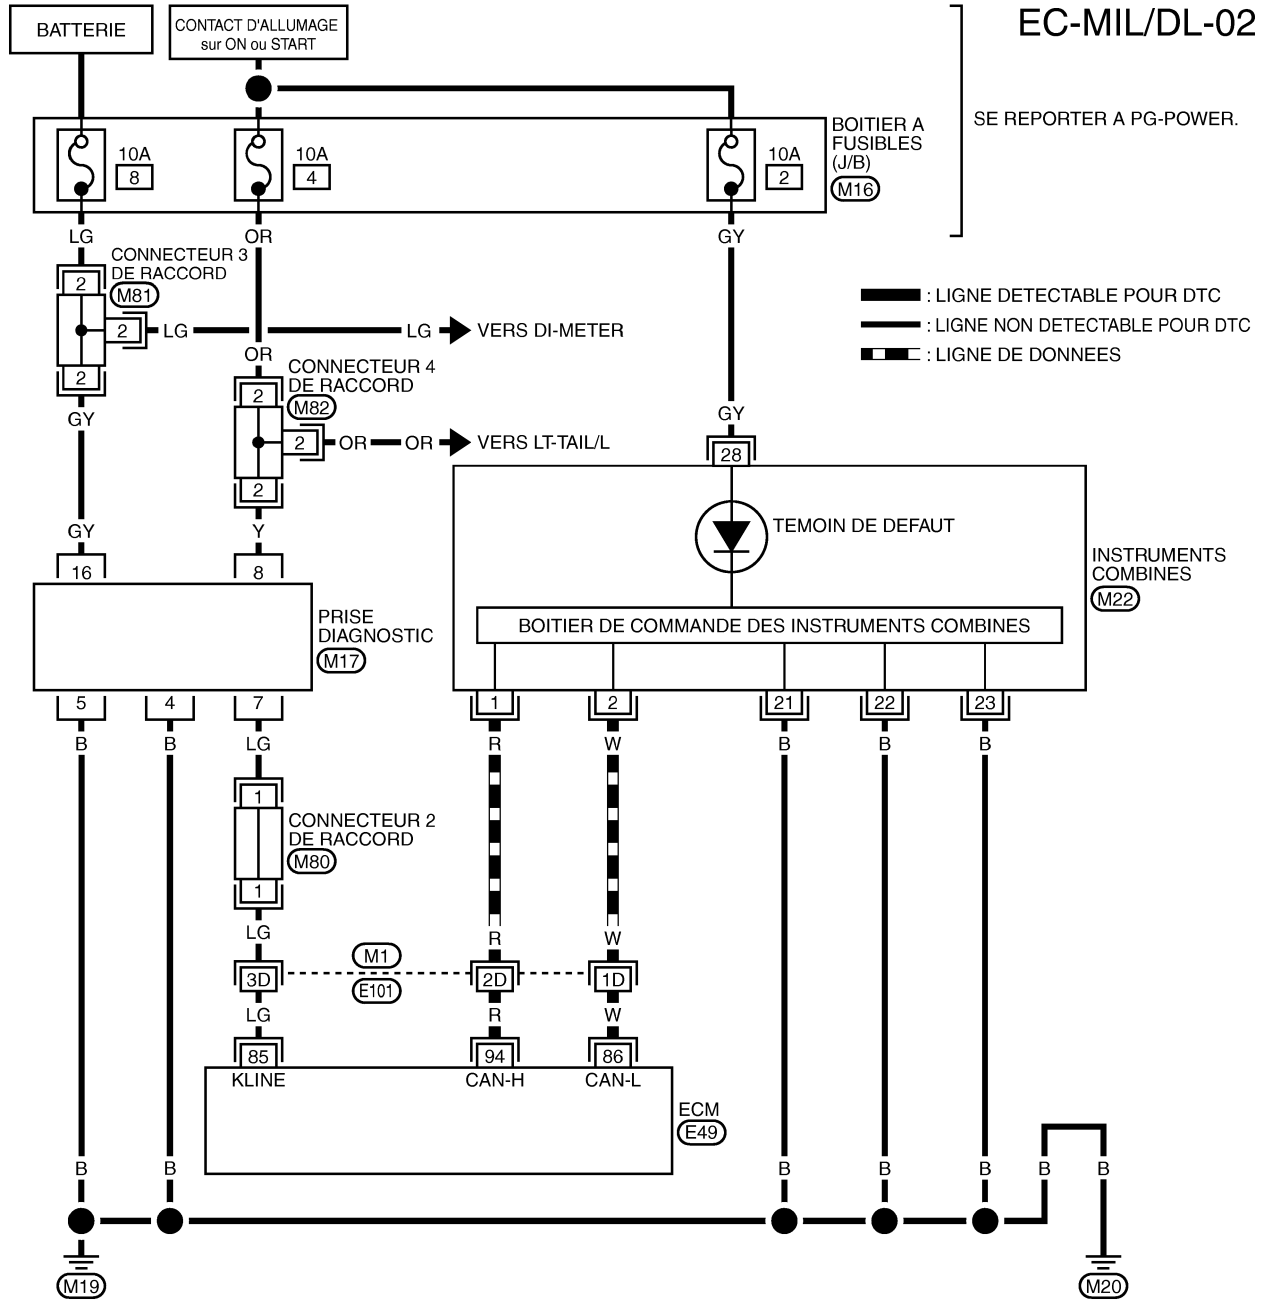 EC-MIL/DL-02
BATTERIE
CONTACT D'ALLUMAGE
sur ON ou START
SE REPORTER A PG-POWER.
10A
8
10A
4
10A
2
BOITIER A
FUSIBLES
(J/B)
M16
LG
OR
GY
CONNECTEUR 3
DE RACCORD
M81
2
2
LG
LG
VERS DI-METER
2
: LIGNE DETECTABLE POUR DTC
: LIGNE NON DETECTABLE POUR DTC
: LIGNE DE DONNEES
OR
CONNECTEUR 4
DE RACCORD
M82
2
GY
GY
2
OR
OR
VERS LT-TAIL/L
28
2
GY
Y
TEMOIN DE DEFAUT
INSTRUMENTS
COMBINES
M22
16
8
PRISE
DIAGNOSTIC
M17
BOITIER DE COMMANDE DES INSTRUMENTS COMBINES
5
4
7
1
2
21
22
23
B
B
LG
R
W
B
B
B
1
CONNECTEUR 2
DE RACCORD
M80
1
LG
R
W
M1
E101
3D
2D
1D
LG
R
W
85
94
86
KLINE
CAN-H
CAN-L
ECM
E49
B
B
B
B
B
B
B
M19
M20